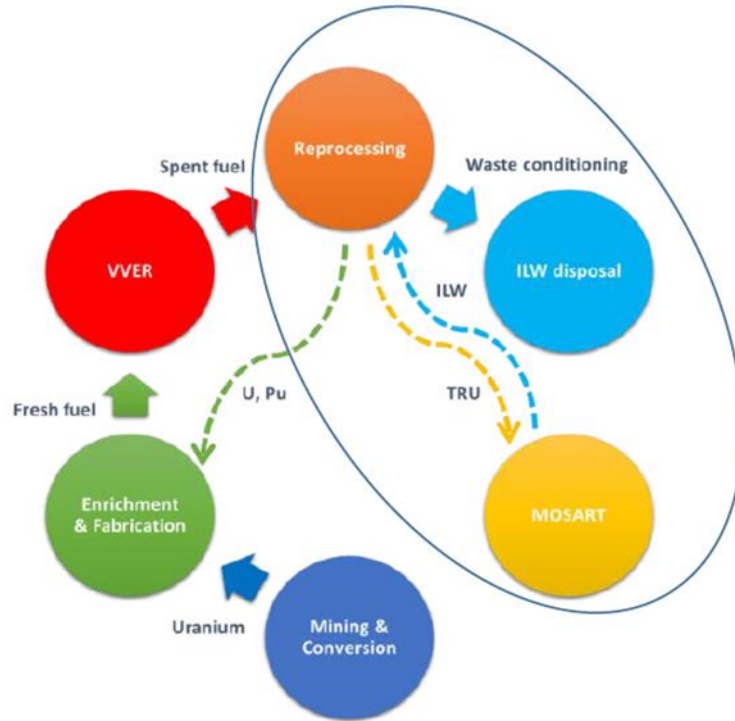 Reprocessing
Spent fuel
Waste conditioning
VVER
ILW disposal
ILW
U, Pu
TRU
Fresh fuel
Enrichment
& Fabrication
MOSART
Uranium
Mining &
Conversion